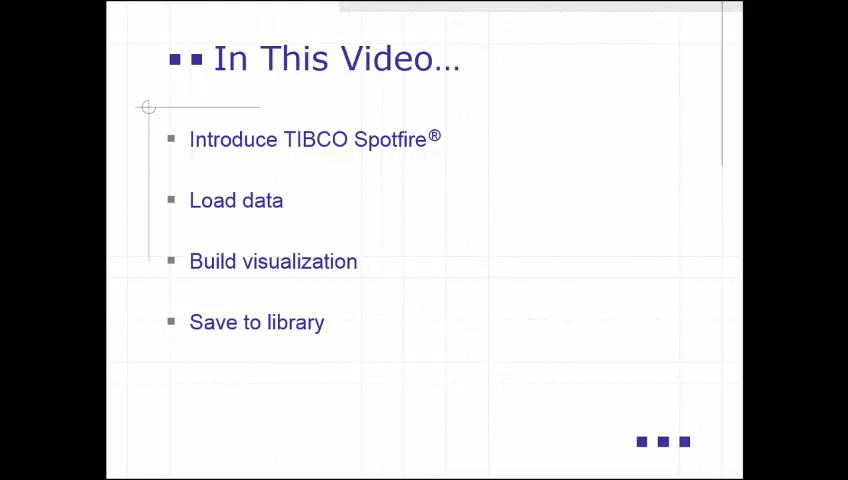 In This Video…
Introduce TIBCO Spotfire®
Load data
Build visualization
Save to library